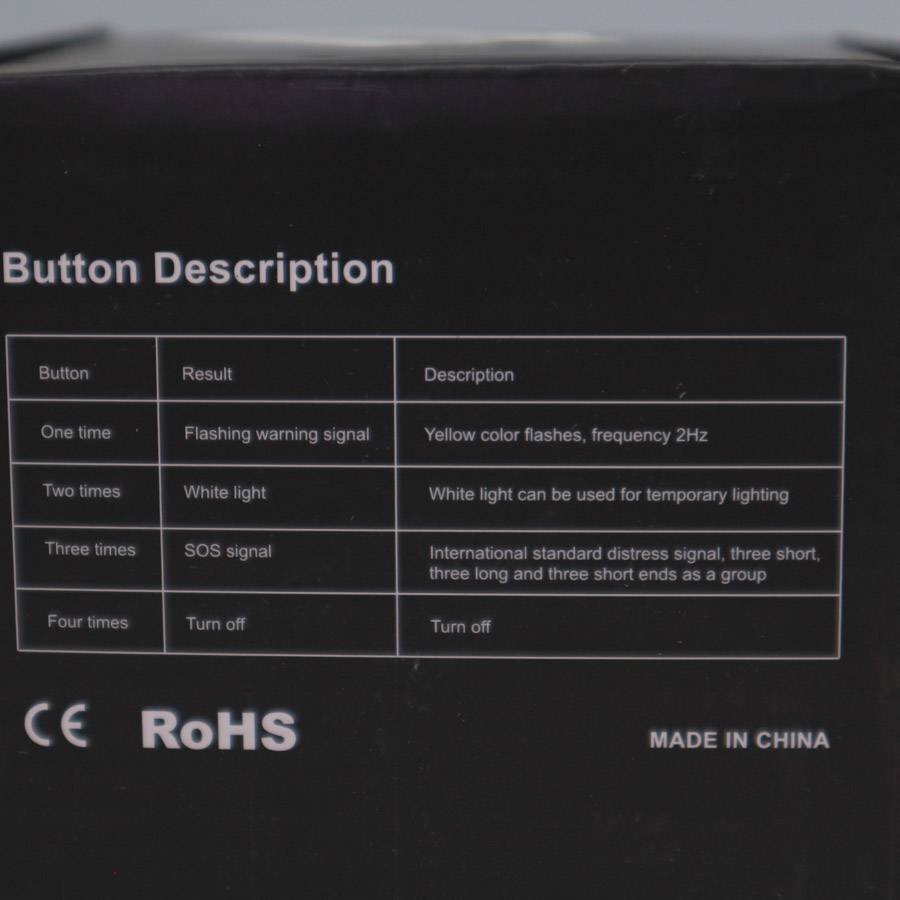 Button Description
Button Result Description
One time Flashing warning signal Yellow color flashes, frequency 2Hz
Two times White light White light can be used for temporary lighting
Three times SOS signal International standard distress signal, three short,
three long and three short ends as a group
Four times Turn off Turn off
CE RoHS MADE IN CHINA